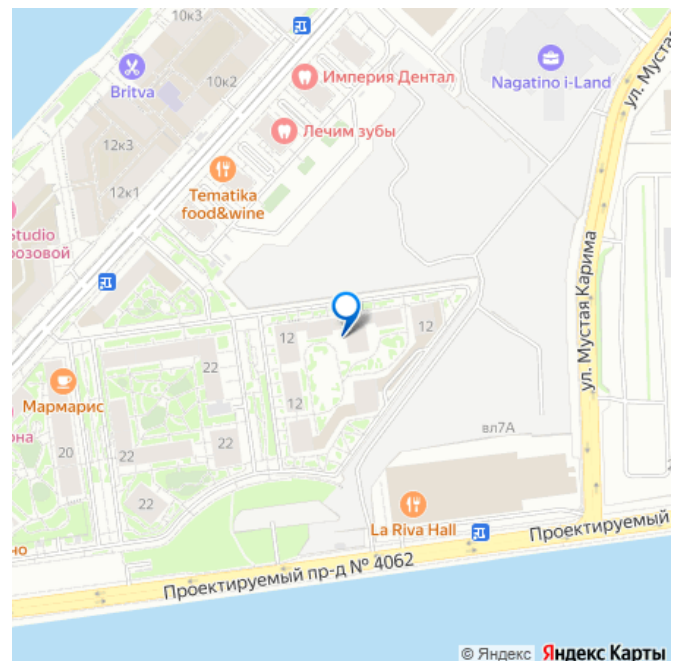 10к3
10к2
Britva
Империя Дентал
Nagatino i-Land
ул. Мустая
Лечим зубы
12к3
12к1
Tematika
food&wine
Studio
розовой
ул. Мустая Карима
12
12
22
12
Мармарис
вл7А
20
22
22
22
La Riva Hall
Проектируемый
Проектируемый пр-д № 4062
но
© Яндекс Яндекс Карты